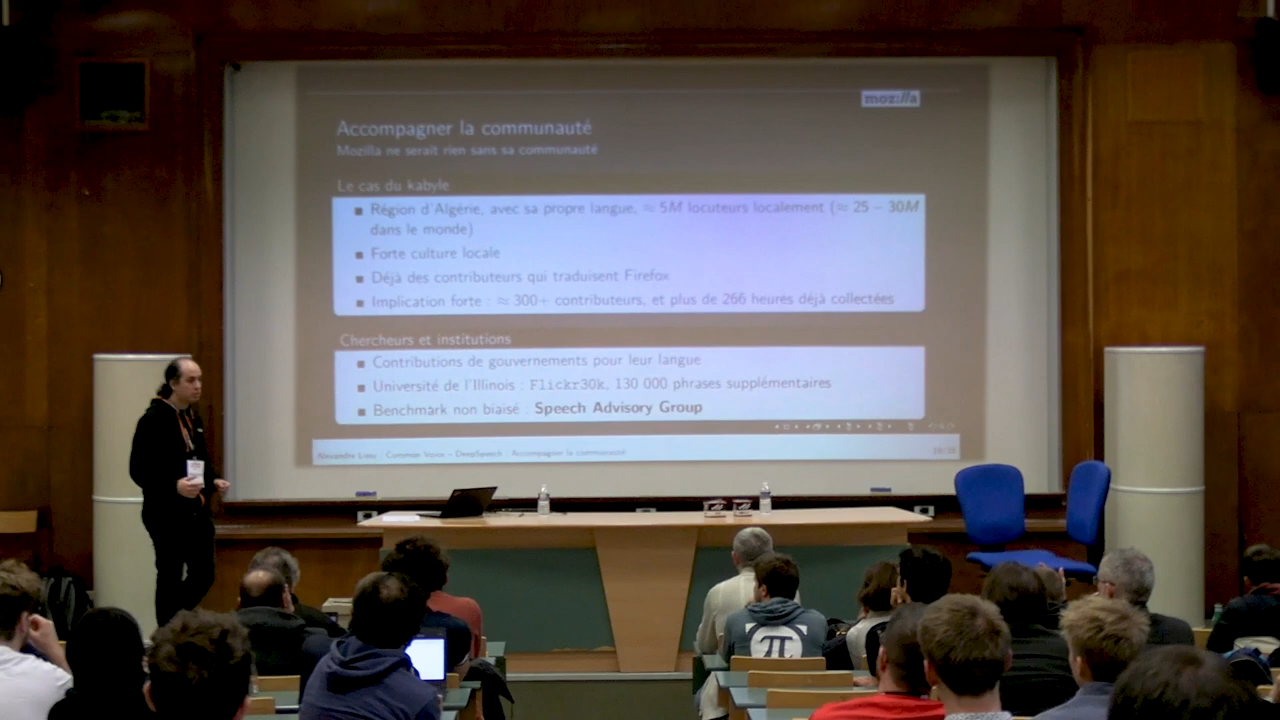 moz://a
Accompagner la communauté
Mozilla ne serait rien sans sa communauté
Le cas du kabyle
Région d'Algérie, avec sa propre langue, ≈ 5M locuteurs localement (≈ 25 – 30M
dans le monde)
Forte culture locale
Déjà des contributeurs qui traduisent Firefox
Implication forte : ≈ 300+ contributeurs, et plus de 266 heures déjà collectées
Chercheurs et institutions
Contributions de gouvernements pour leur langue
Université de l'Illinois : Flickr30k, 130 000 phrases supplémentaires
Benchmark non biaisé : Speech Advisory Group
Common Voice – DeepSpeech : Accompagner la communauté
π